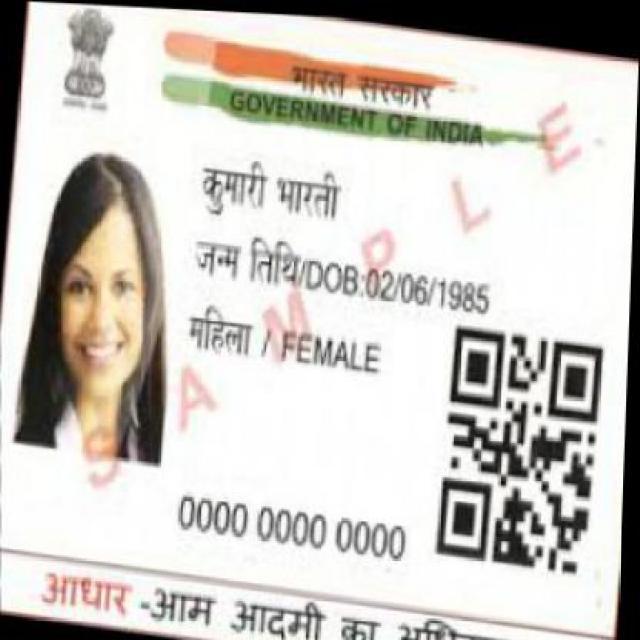 भारत सरकार
GOVERNMENT OF INDIA
कुमारी भारती
जन्म तिथि/DOB:02/06/1985
महिला / FEMALE
SAMPLE
0000 0000 0000
आधार -आम आदमी का